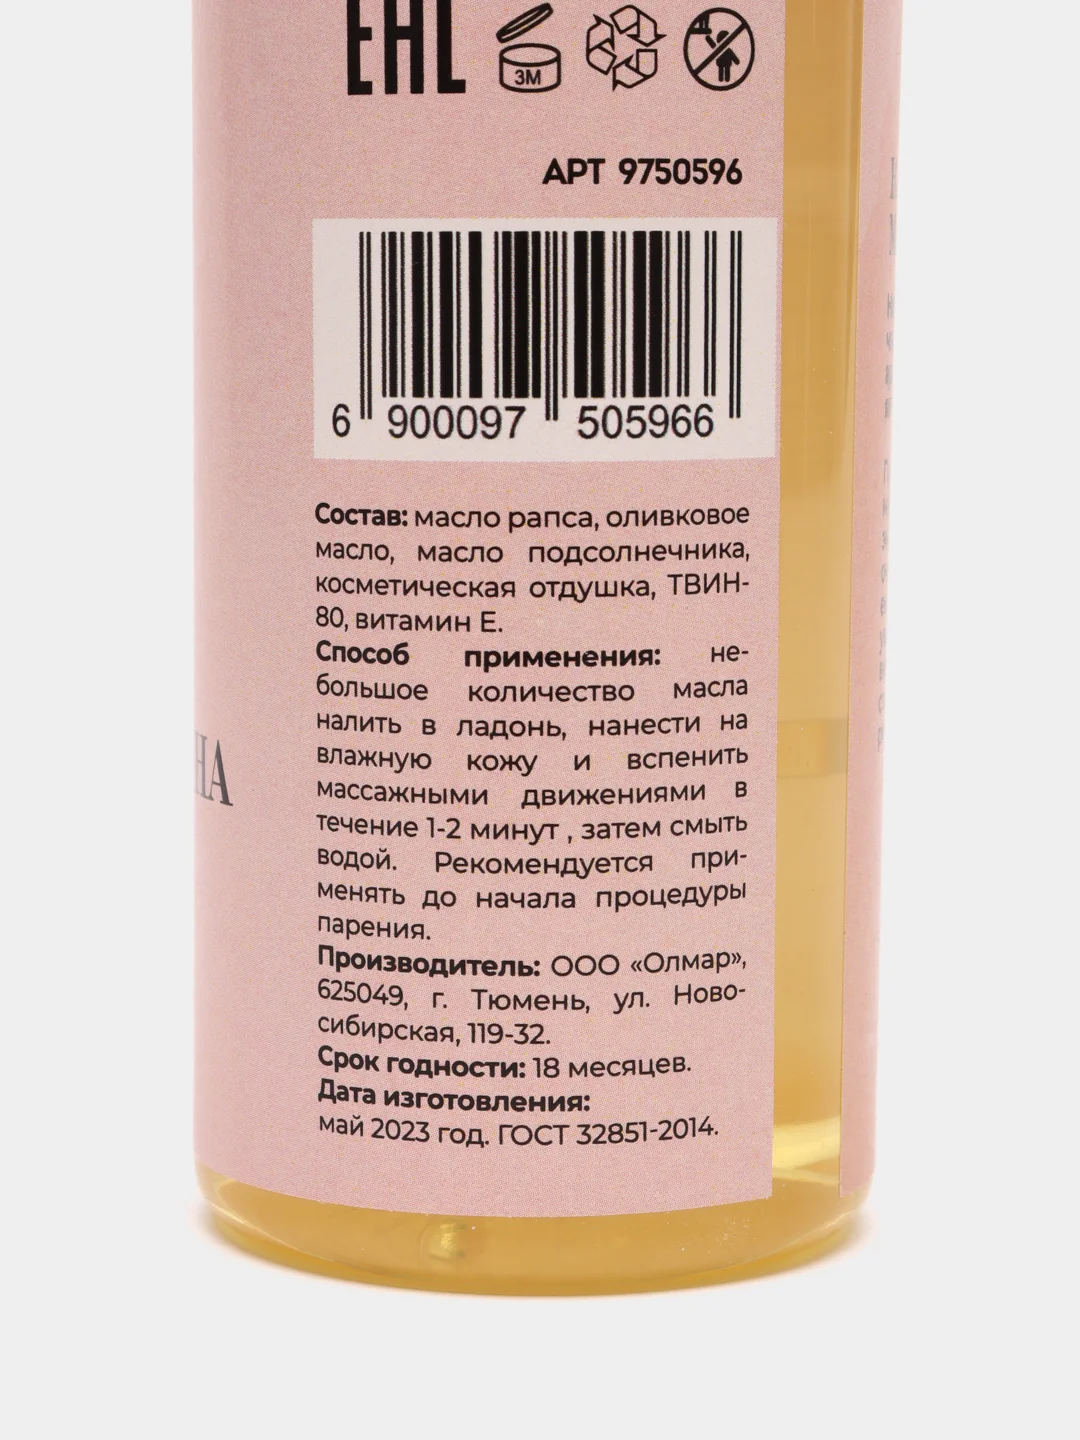 EAC
3M
АРТ 9750596
6 900097 505966
Состав: масло рапса, оливковое
масло, масло подсолнечника,
косметическая отдушка, ТВИН-
80, витамин Е.
Способ применения: не-
большое количество масла
налить в ладонь, нанести на
влажную кожу и вспенить
массажными движениями в
течение 1-2 минут , затем смыть
водой. Рекомендуется при-
менять до начала процедуры
парения.
Производитель: ООО «Олмар»,
625049, г. Тюмень, ул. Ново-
сибирская, 119-32.
Срок годности: 18 месяцев.
Дата изготовления:
май 2023 год. ГОСТ 32851-2014.
НА